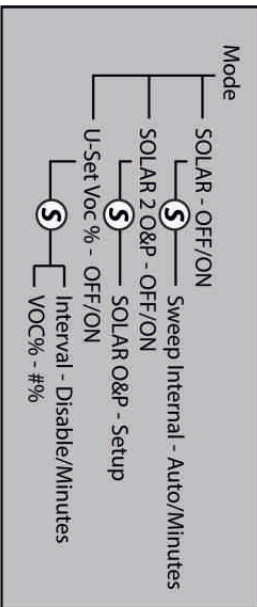 Mode
SOLAR - OFF/ON
S Sweep Internal - Auto/Minutes
SOLAR 2 O&P - OFF/ON
S SOLAR O&P - Setup
U-Set Voc % - OFF/ON
S Interval - Disable/Minutes
VOC% - #%